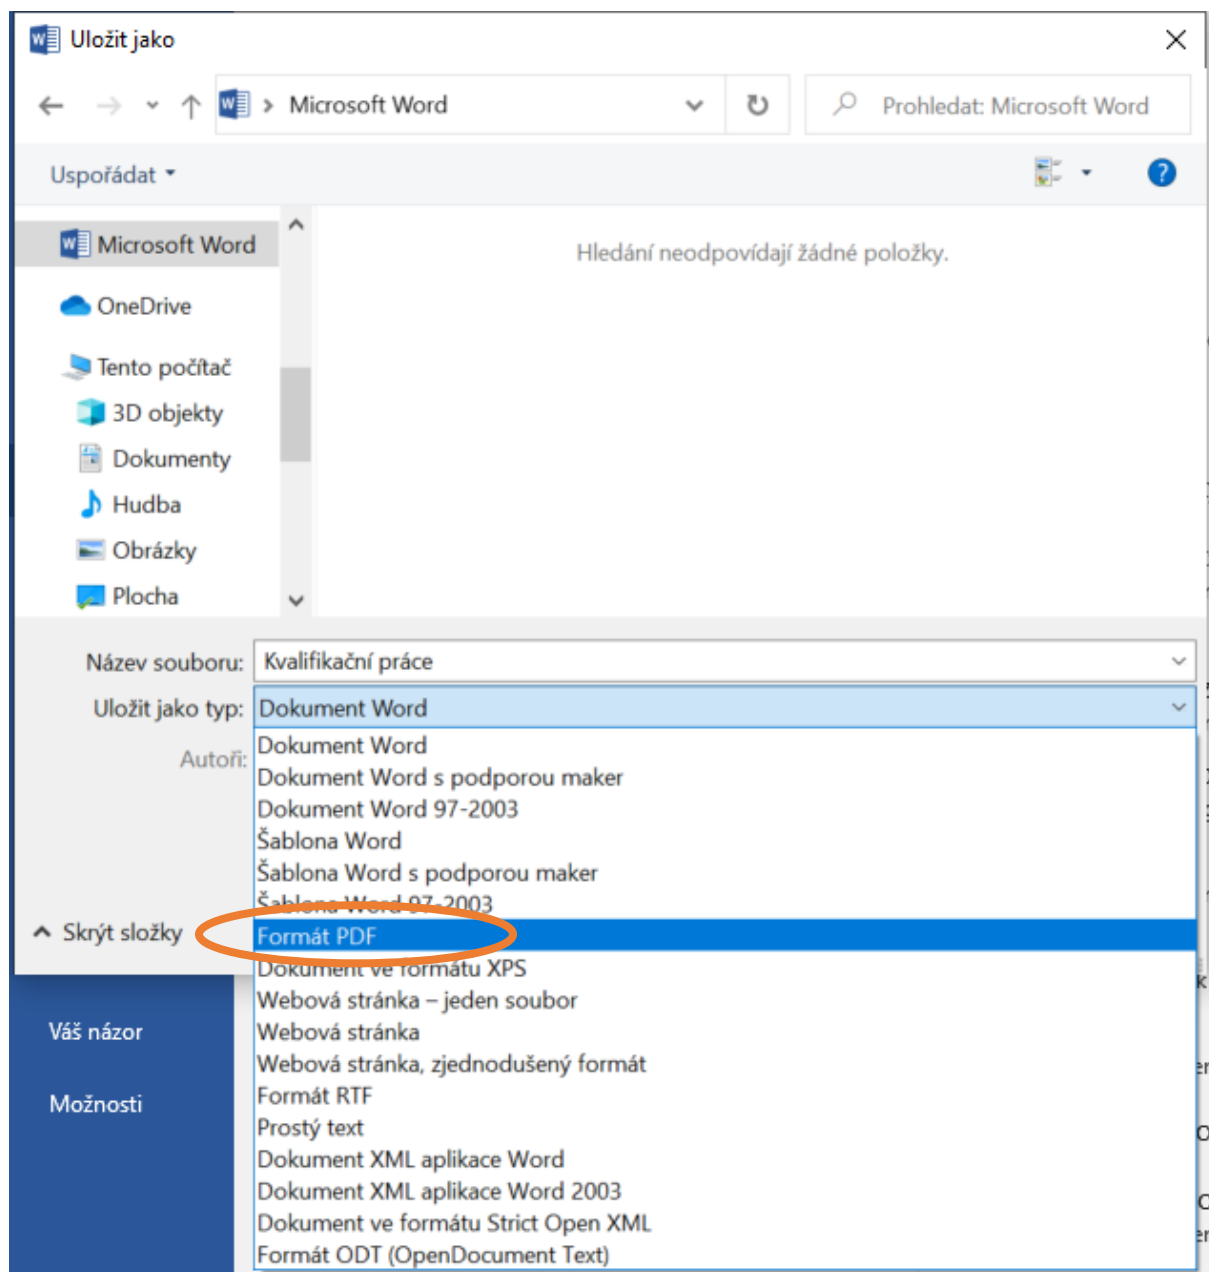 Uložit jako
Microsoft Word
Prohledat: Microsoft Word
Uspořádat
Microsoft Word
Hledání neodpovídají žádné položky.
OneDrive
Tento počítač
3D objekty
Dokumenty
Hudba
Obrázky
Plocha
Název souboru: Kvalifikační práce
Uložit jako typ: Dokument Word
Autoři:
Dokument Word
Dokument Word s podporou maker
Dokument Word 97-2003
Šablona Word
Šablona Word s podporou maker
Šablona Word 97-2003
Skrýt složky
Formát PDF
Dokument ve formátu XPS
Webová stránka – jeden soubor
Webová stránka
Webová stránka, zjednodušený formát
Formát RTF
Prostý text
Dokument XML aplikace Word
Dokument XML aplikace Word 2003
Dokument ve formátu Strict Open XML
Formát ODT (OpenDocument Text)
Váš názor
Možnosti